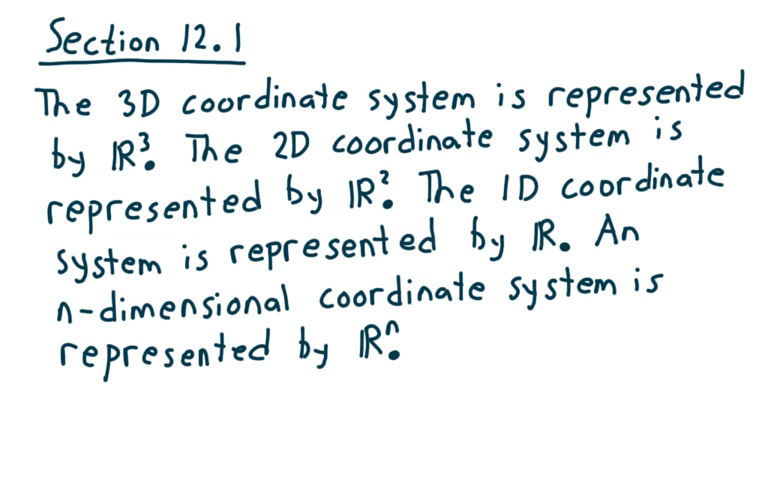 Section 12.1
The 3D coordinate system is represented
by ℝ³. The 2D coordinate system is
represented by ℝ². The 1D coordinate
system is represented by ℝ. An
n-dimensional coordinate system is
represented by ℝⁿ.